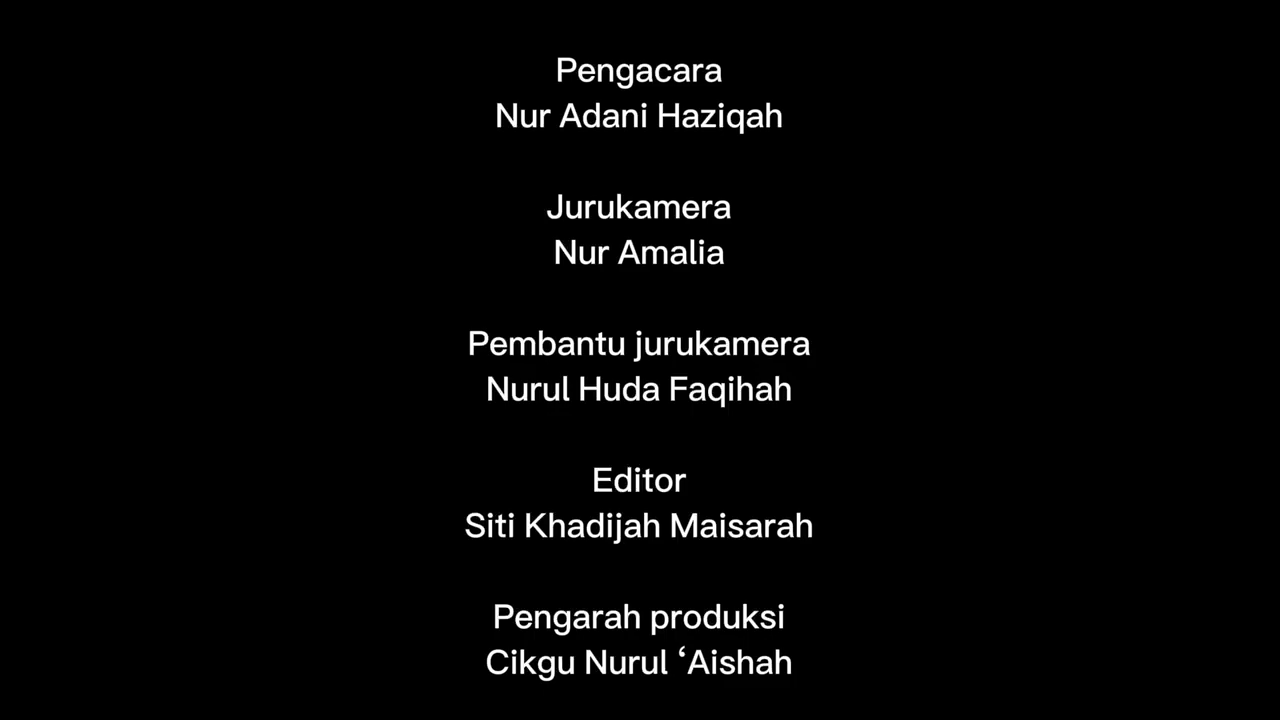 Pengacara
Nur Adani Haziqah
Jurukamera
Nur Amalia
Pembantu jurukamera
Nurul Huda Faqihah
Editor
Siti Khadijah Maisarah
Pengarah produksi
Cikgu Nurul ‘Aishah